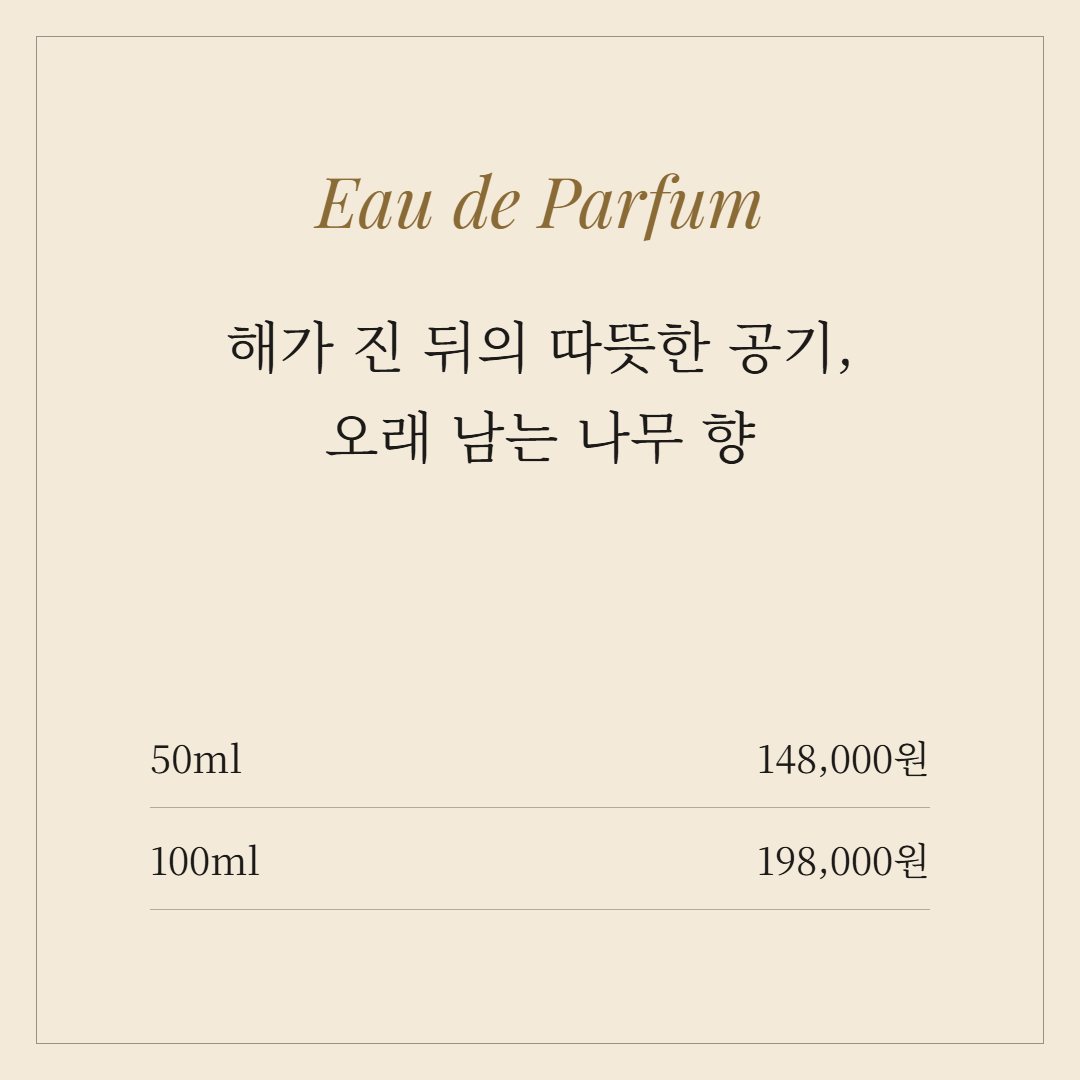 Eau de Parfum
해가 진 뒤의 따뜻한 공기,
오래 남는 나무 향
50ml 148,000원
100ml 198,000원